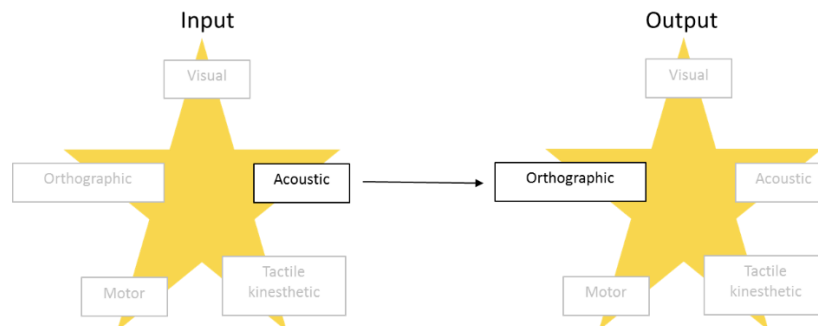 Input
Output
Visual
Visual
Orthographic
Acoustic
Orthographic
Acoustic
Motor
Tactile
kinesthetic
Motor
Tactile
kinesthetic